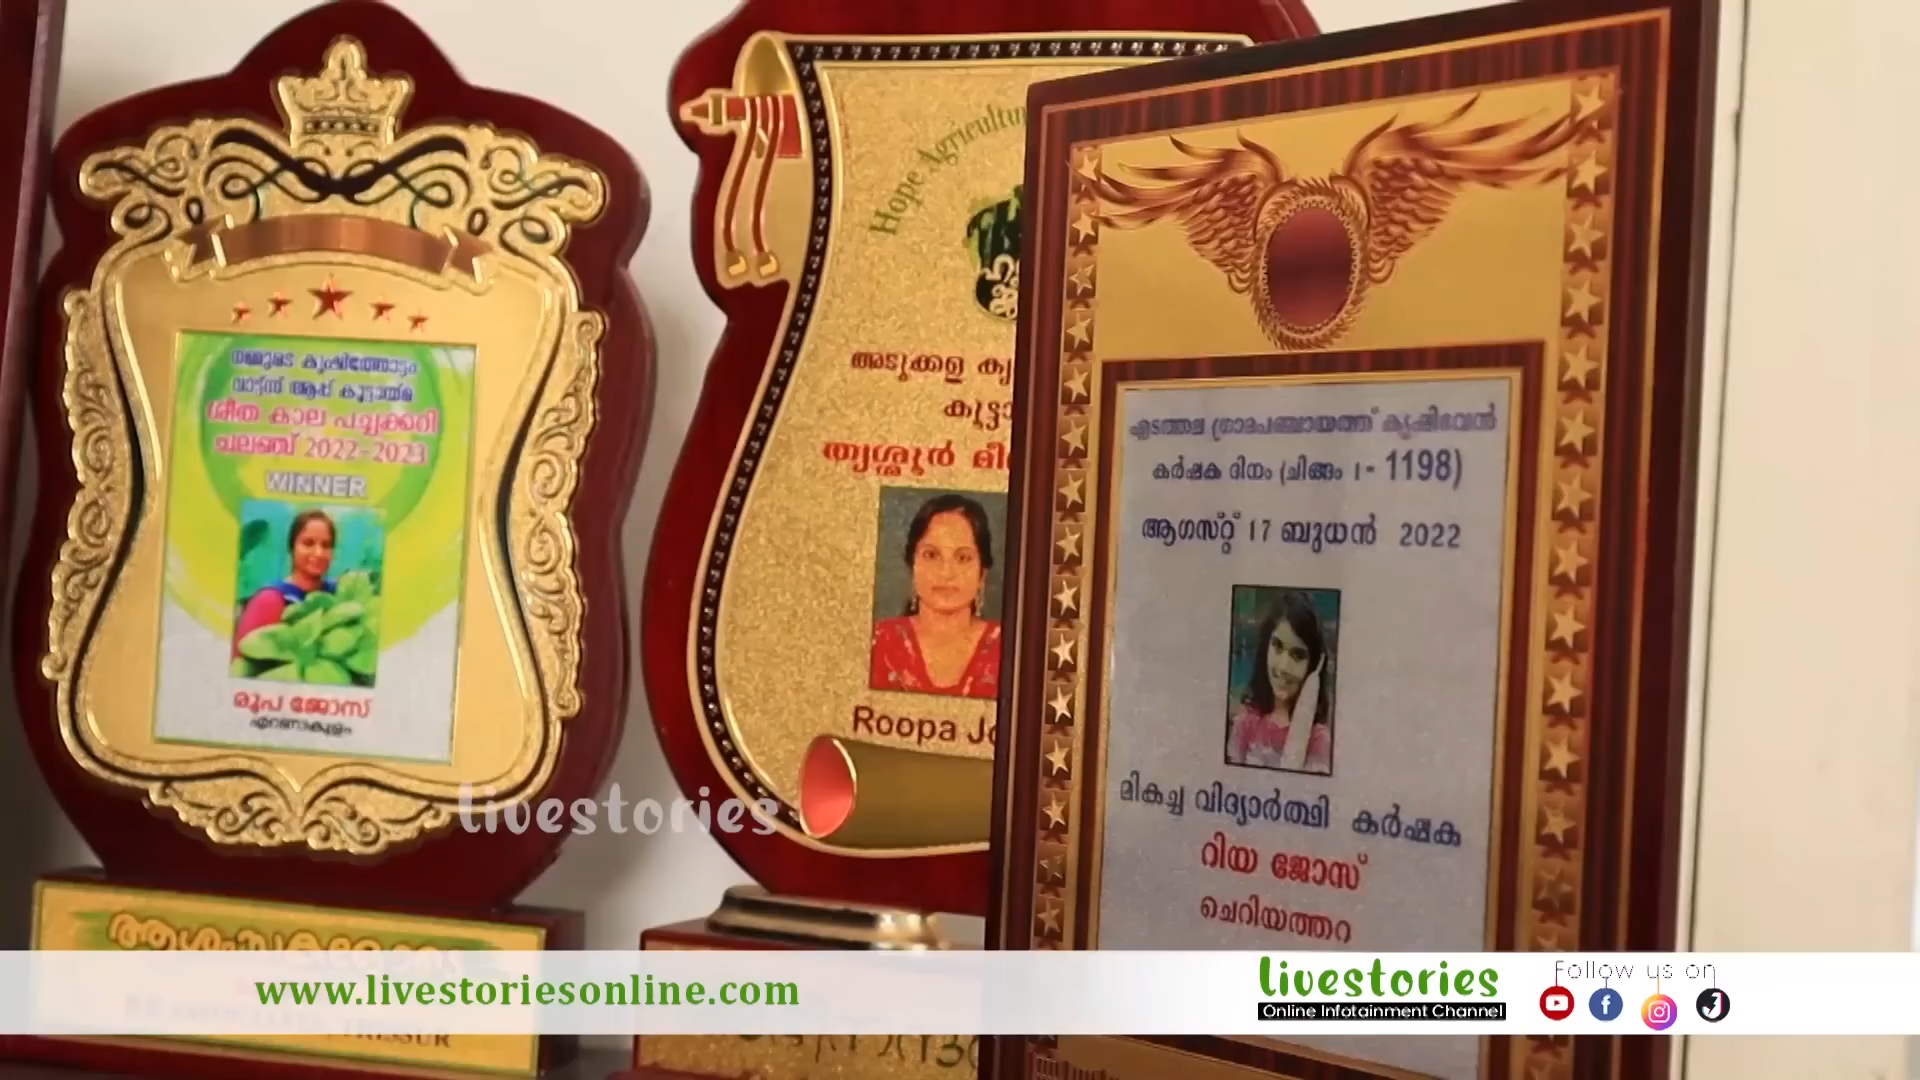 നമ്മുടെ കൃഷിത്തോട്ടം
വാട്ട്സ് ആപ്പ് കൂട്ടായ്മ
ശീത കാല പച്ചക്കറി
ചലഞ്ച് 2022-2023
WINNER
രൂപ ജോസ്
എറണാകുളം
Hope Agricultu
അടുക്കള കൃ
കൂട്ടാ
തൃശ്ശൂർ മീ
Roopa Jo
എടത്തല ഗ്രാമപഞ്ചായത്ത് കൃഷിഭവൻ
കർഷക ദിനം (ചിങ്ങം 1 - 1198)
ആഗസ്റ്റ് 17 ബുധൻ 2022
മികച്ച വിദ്യാർത്ഥി കർഷക
റിയ ജോസ്
ചെറിയത്തറ
livestories
www.livestoriesonline.com
livestories
Online Infotainment Channel
Follow us on